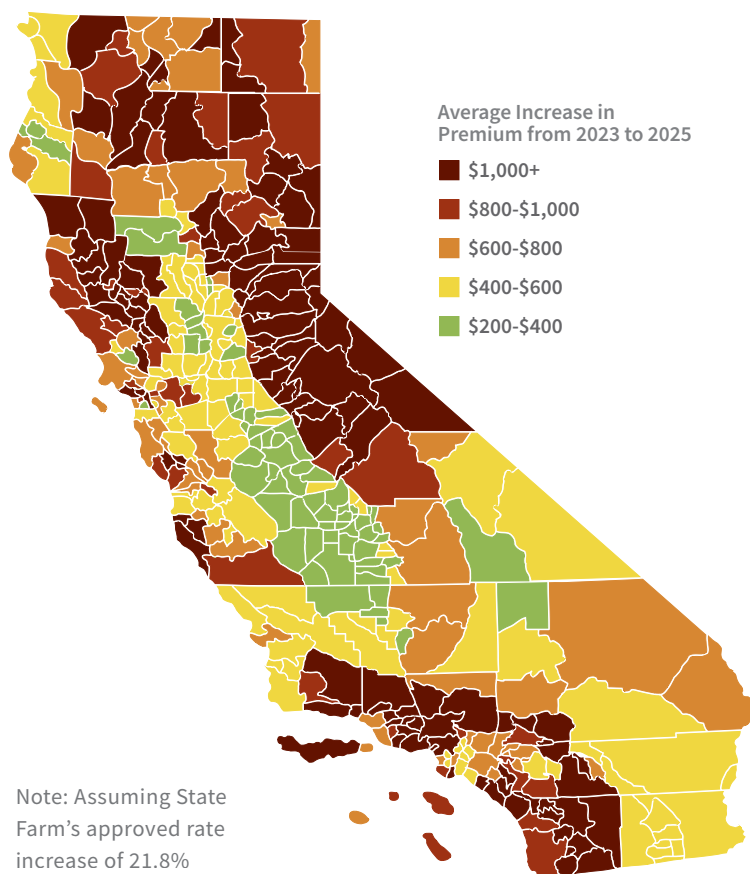 Average Increase in
Premium from 2023 to 2025
$1,000+
$800-$1,000
$600-$800
$400-$600
$200-$400
Note: Assuming State
Farm’s approved rate
increase of 21.8%